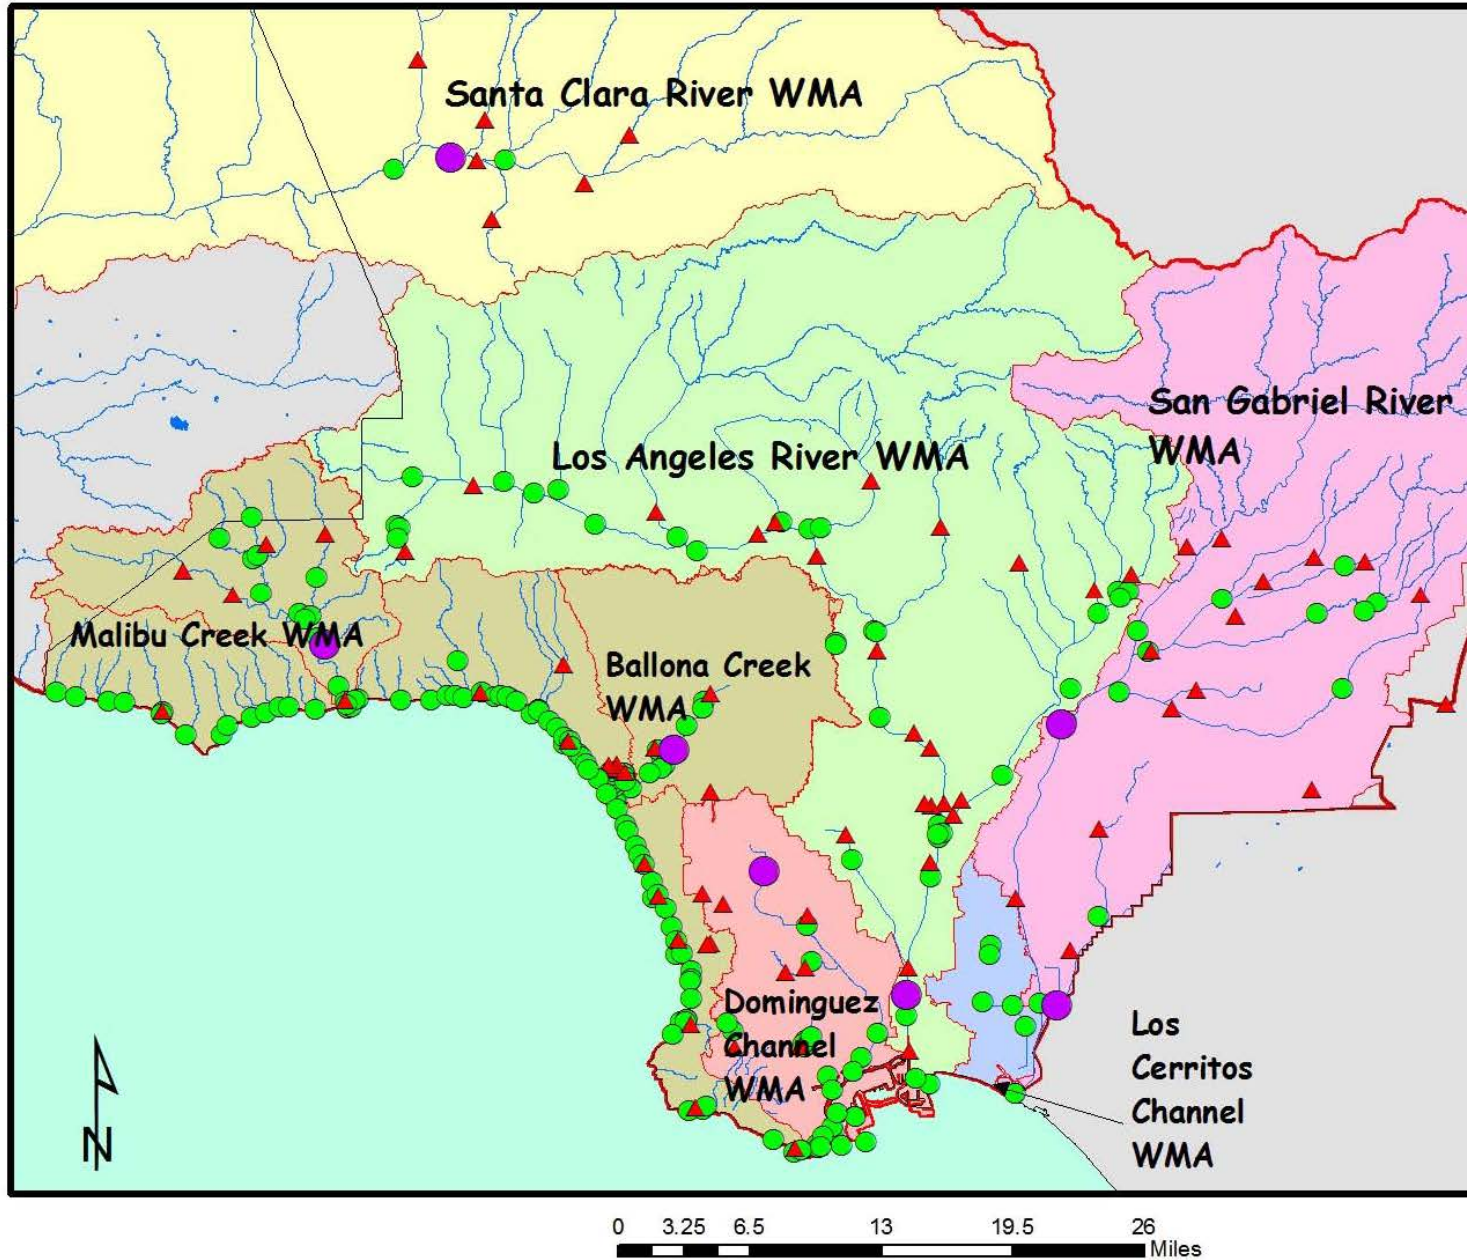 Santa Clara River WMA
San Gabriel River
WMA
Los Angeles River WMA
Malibu Creek WMA
Ballona Creek
WMA
Dominguez
Channel
WMA
Los
Cerritos
Channel
WMA
N
0 3.25 6.5 13 19.5 26
Miles